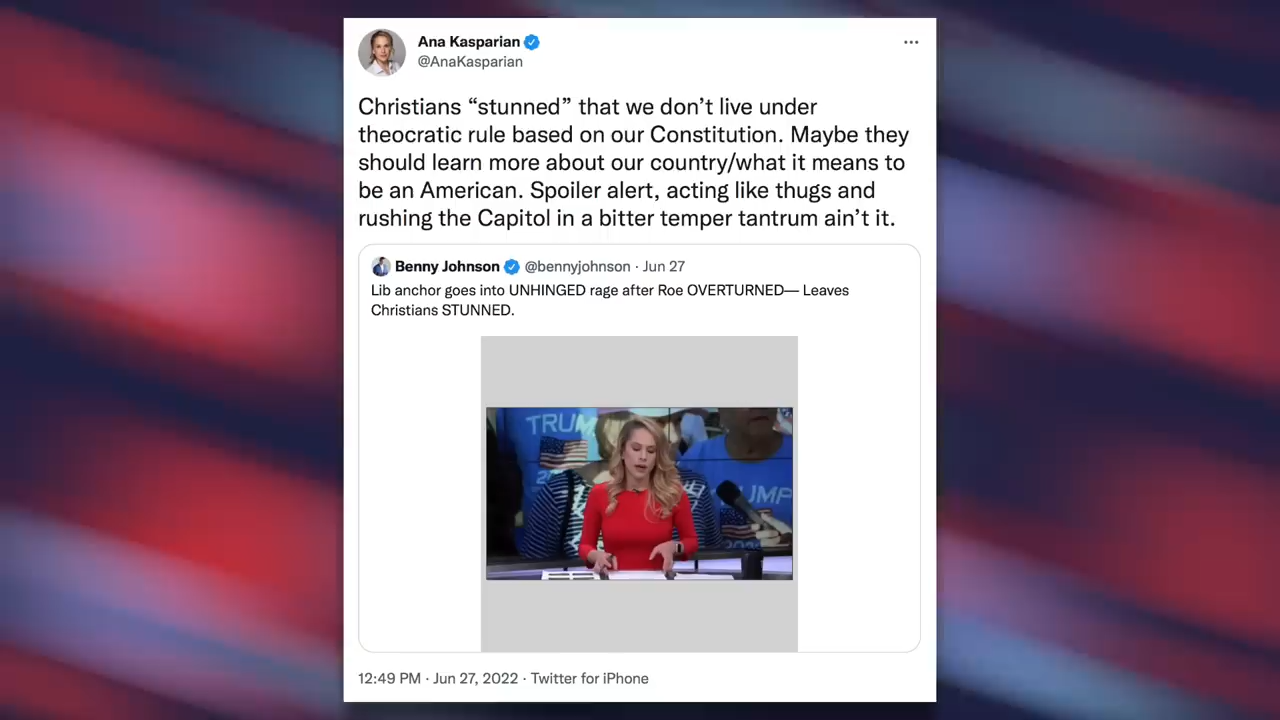 Ana Kasparian
@AnaKasparian
Christians “stunned” that we don’t live under
theocratic rule based on our Constitution. Maybe they
should learn more about our country/what it means to
be an American. Spoiler alert, acting like thugs and
rushing the Capitol in a bitter temper tantrum ain’t it.
Benny Johnson @bennyjohnson · Jun 27
Lib anchor goes into UNHINGED rage after Roe OVERTURNED— Leaves
Christians STUNNED.
TRUM
UMP
12:49 PM · Jun 27, 2022 · Twitter for iPhone